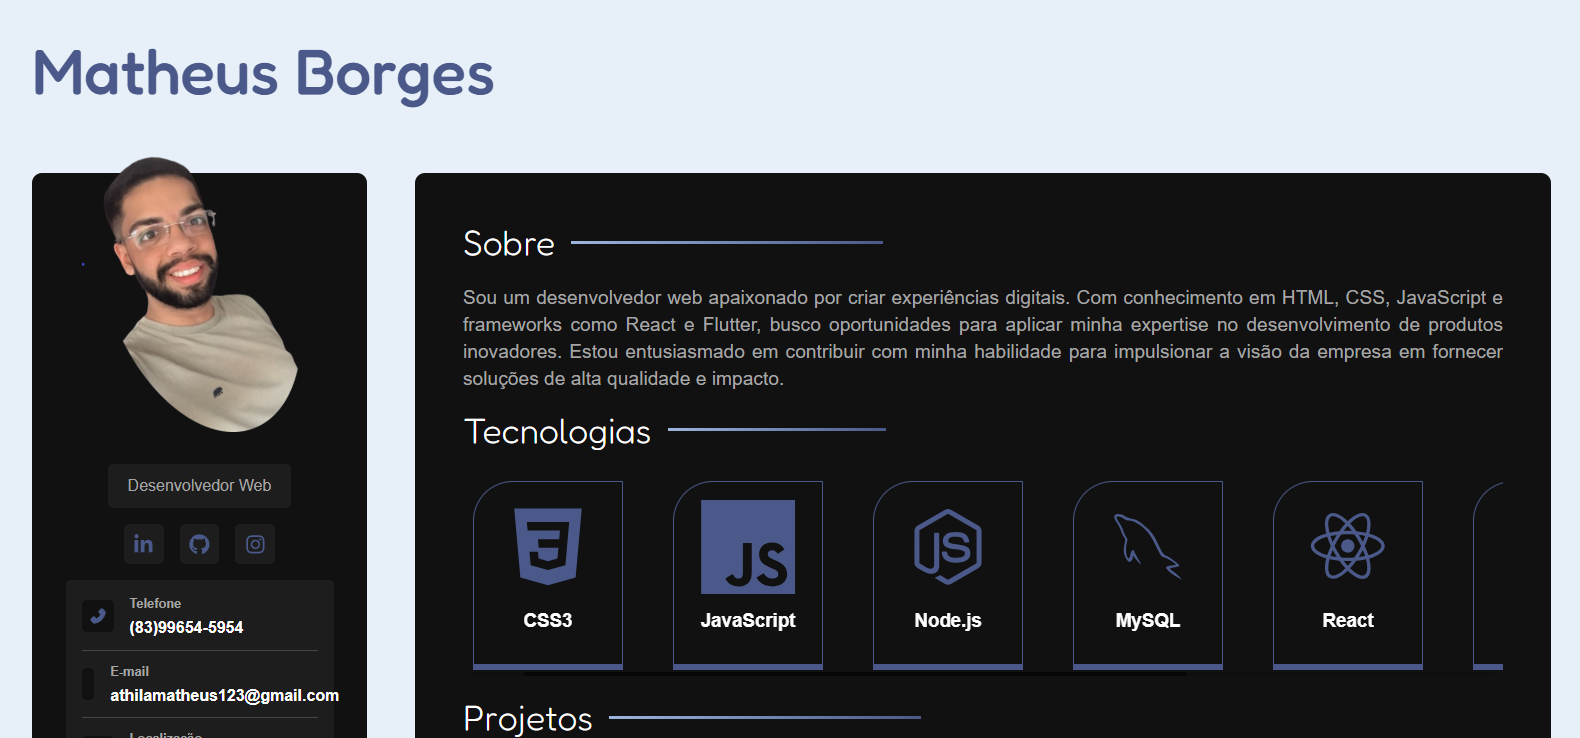 Matheus Borges
Desenvolvedor Web
Telefone
(83)99654-5954
E-mail
athilamatheus123@gmail.com
Localização
Sobre
Sou um desenvolvedor web apaixonado por criar experiências digitais. Com conhecimento em HTML, CSS, JavaScript e
frameworks como React e Flutter, busco oportunidades para aplicar minha expertise no desenvolvimento de produtos
inovadores. Estou entusiasmado em contribuir com minha habilidade para impulsionar a visão da empresa em fornecer
soluções de alta qualidade e impacto.
Tecnologias
JS
JS
CSS3
JavaScript
Node.js
MySQL
React
Projetos